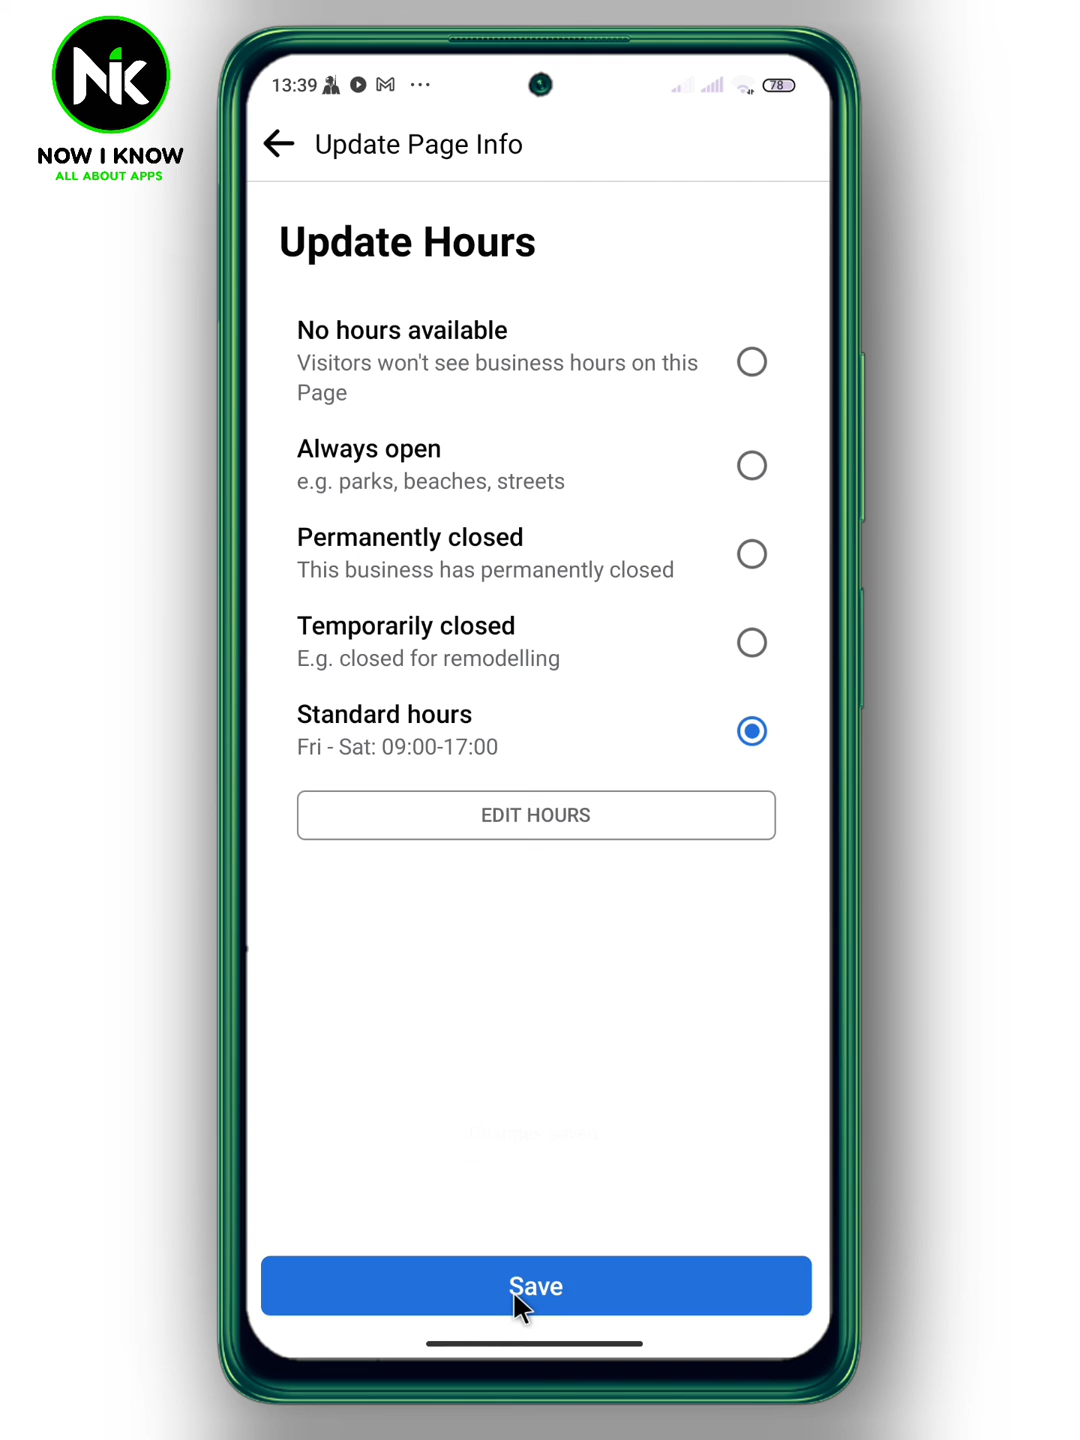 NIK
NOW I KNOW
ALL ABOUT APPS
13:39
78
Update Page Info
Update Hours
No hours available
Visitors won't see business hours on this
Page
Always open
e.g. parks, beaches, streets
Permanently closed
This business has permanently closed
Temporarily closed
E.g. closed for remodelling
Standard hours
Fri - Sat: 09:00-17:00
EDIT HOURS
Save